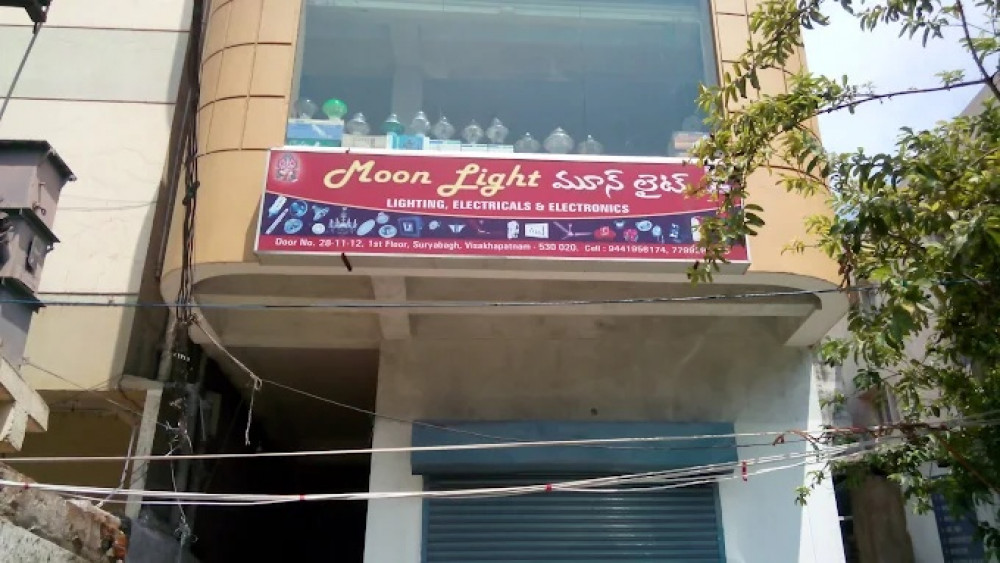 Moon Light మూన్ లైట్
LIGHTING, ELECTRICALS & ELECTRONICS
Door No. 28-11-12, 1st Floor, Suryabagh, Visakhapatnam - 530 020. Cell : 9441956174,